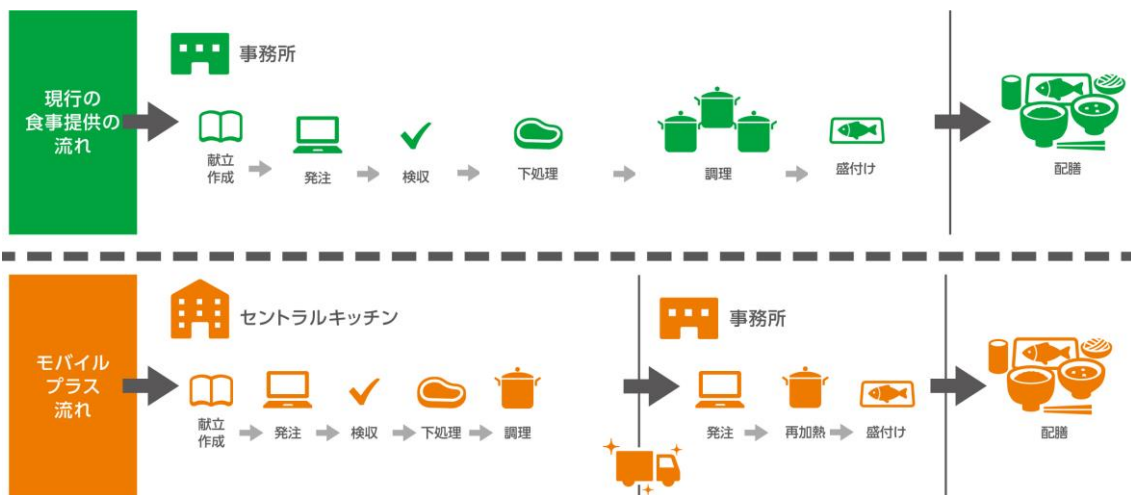 現行の
食事提供の
流れ
事務所
献立
作成
発注
検収
下処理
調理
盛付け
配膳
モバイル
プラス
流れ
セントラルキッチン
献立
作成
発注
検収
下処理
調理
事務所
発注
再加熱
盛付け
配膳